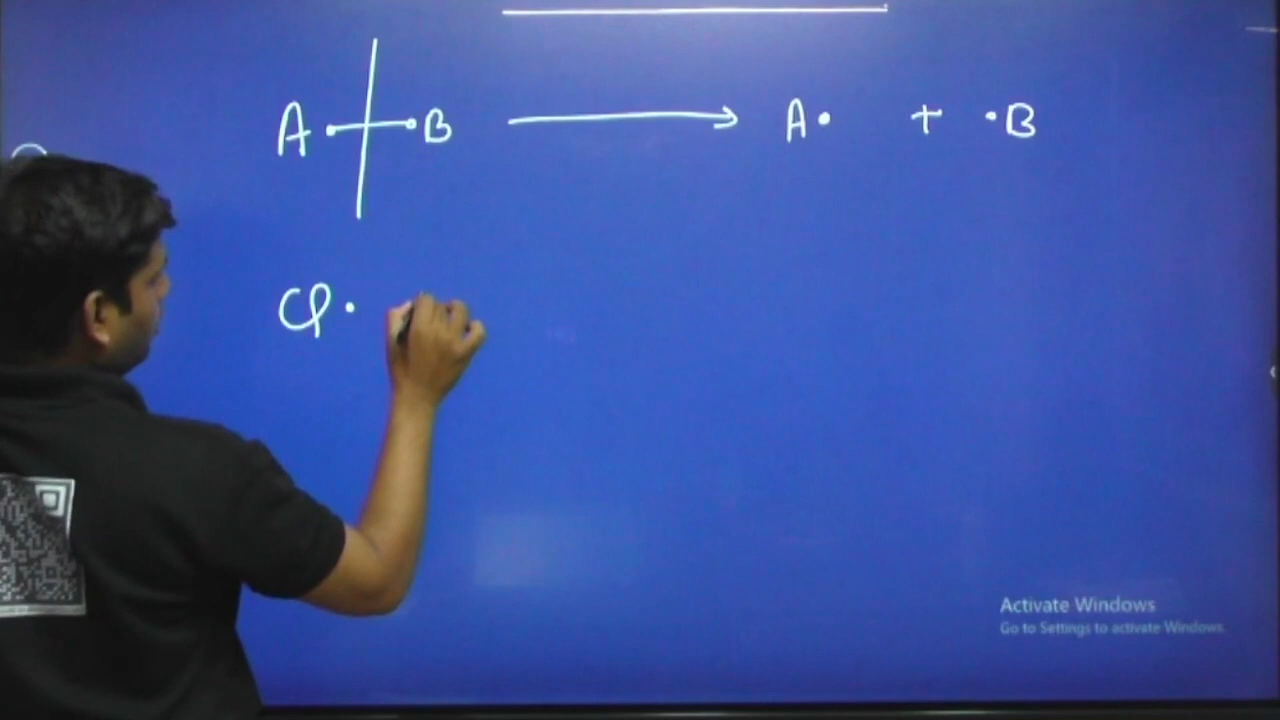 A • • B → A • + • B
Cl •
Activate Windows
Go to Settings to activate Windows.